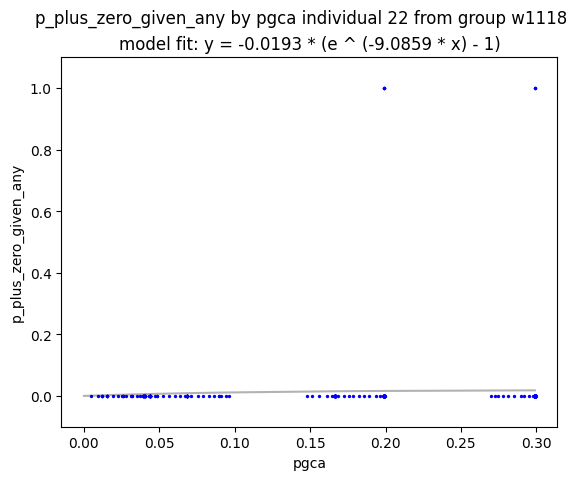 p_plus_zero_given_any by pgca individual 22 from group w1118
model fit: y = -0.0193 * (e ^ (-9.0859 * x) - 1)
1.0
0.8
0.6
0.4
0.2
0.0
p_plus_zero_given_any
0.00 0.05 0.10 0.15 0.20 0.25 0.30
pgca